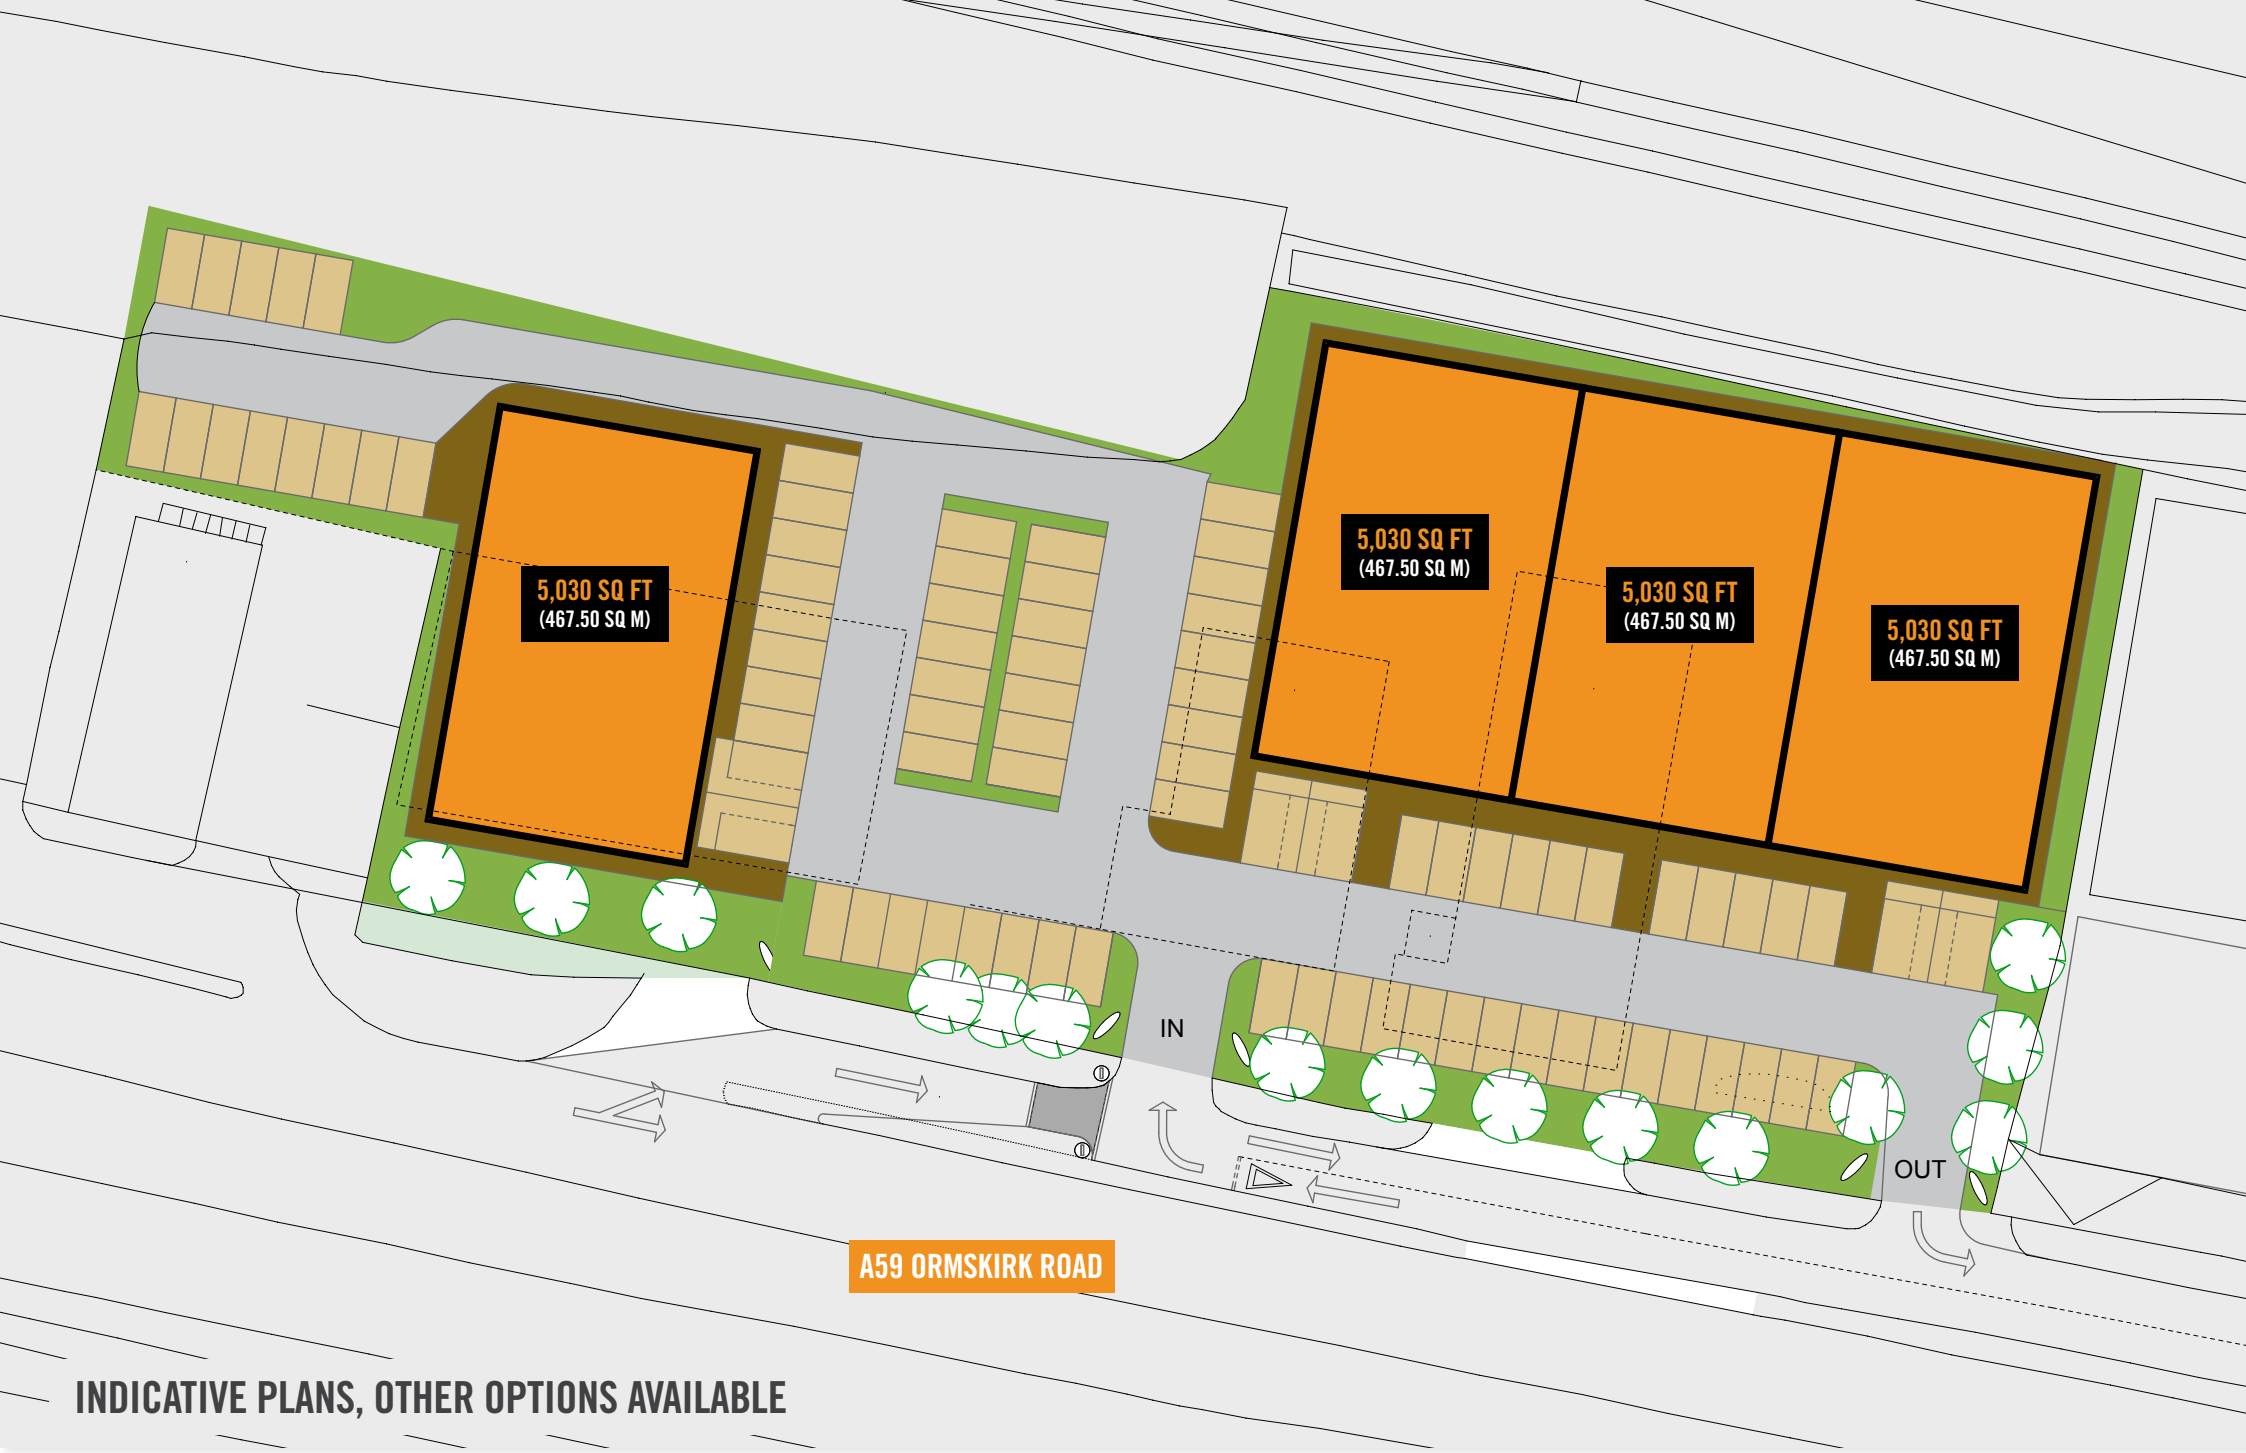 5,030 SQ FT
(467.50 SQ M)
5,030 SQ FT
(467.50 SQ M)
5,030 SQ FT
(467.50 SQ M)
5,030 SQ FT
(467.50 SQ M)
IN
OUT
A59 ORMSKIRK ROAD
INDICATIVE PLANS, OTHER OPTIONS AVAILABLE